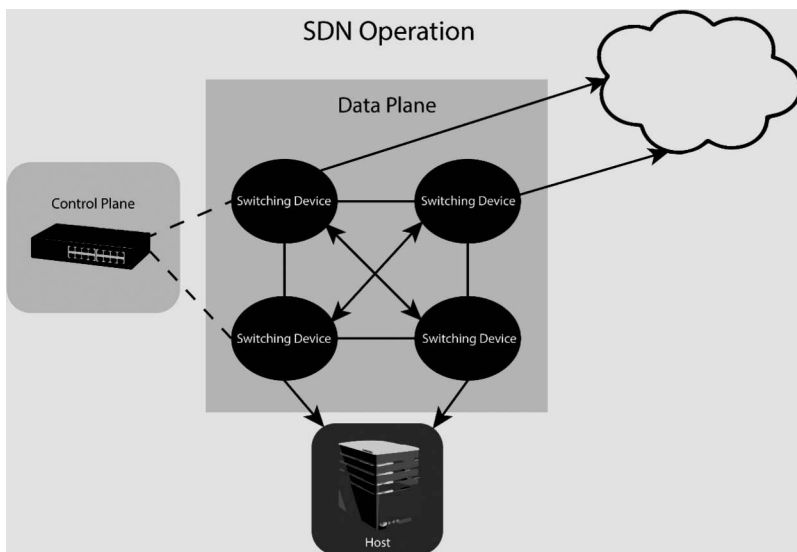 SDN Operation
Data Plane
Control Plane
Switching Device
Switching Device
Switching Device
Switching Device
Host